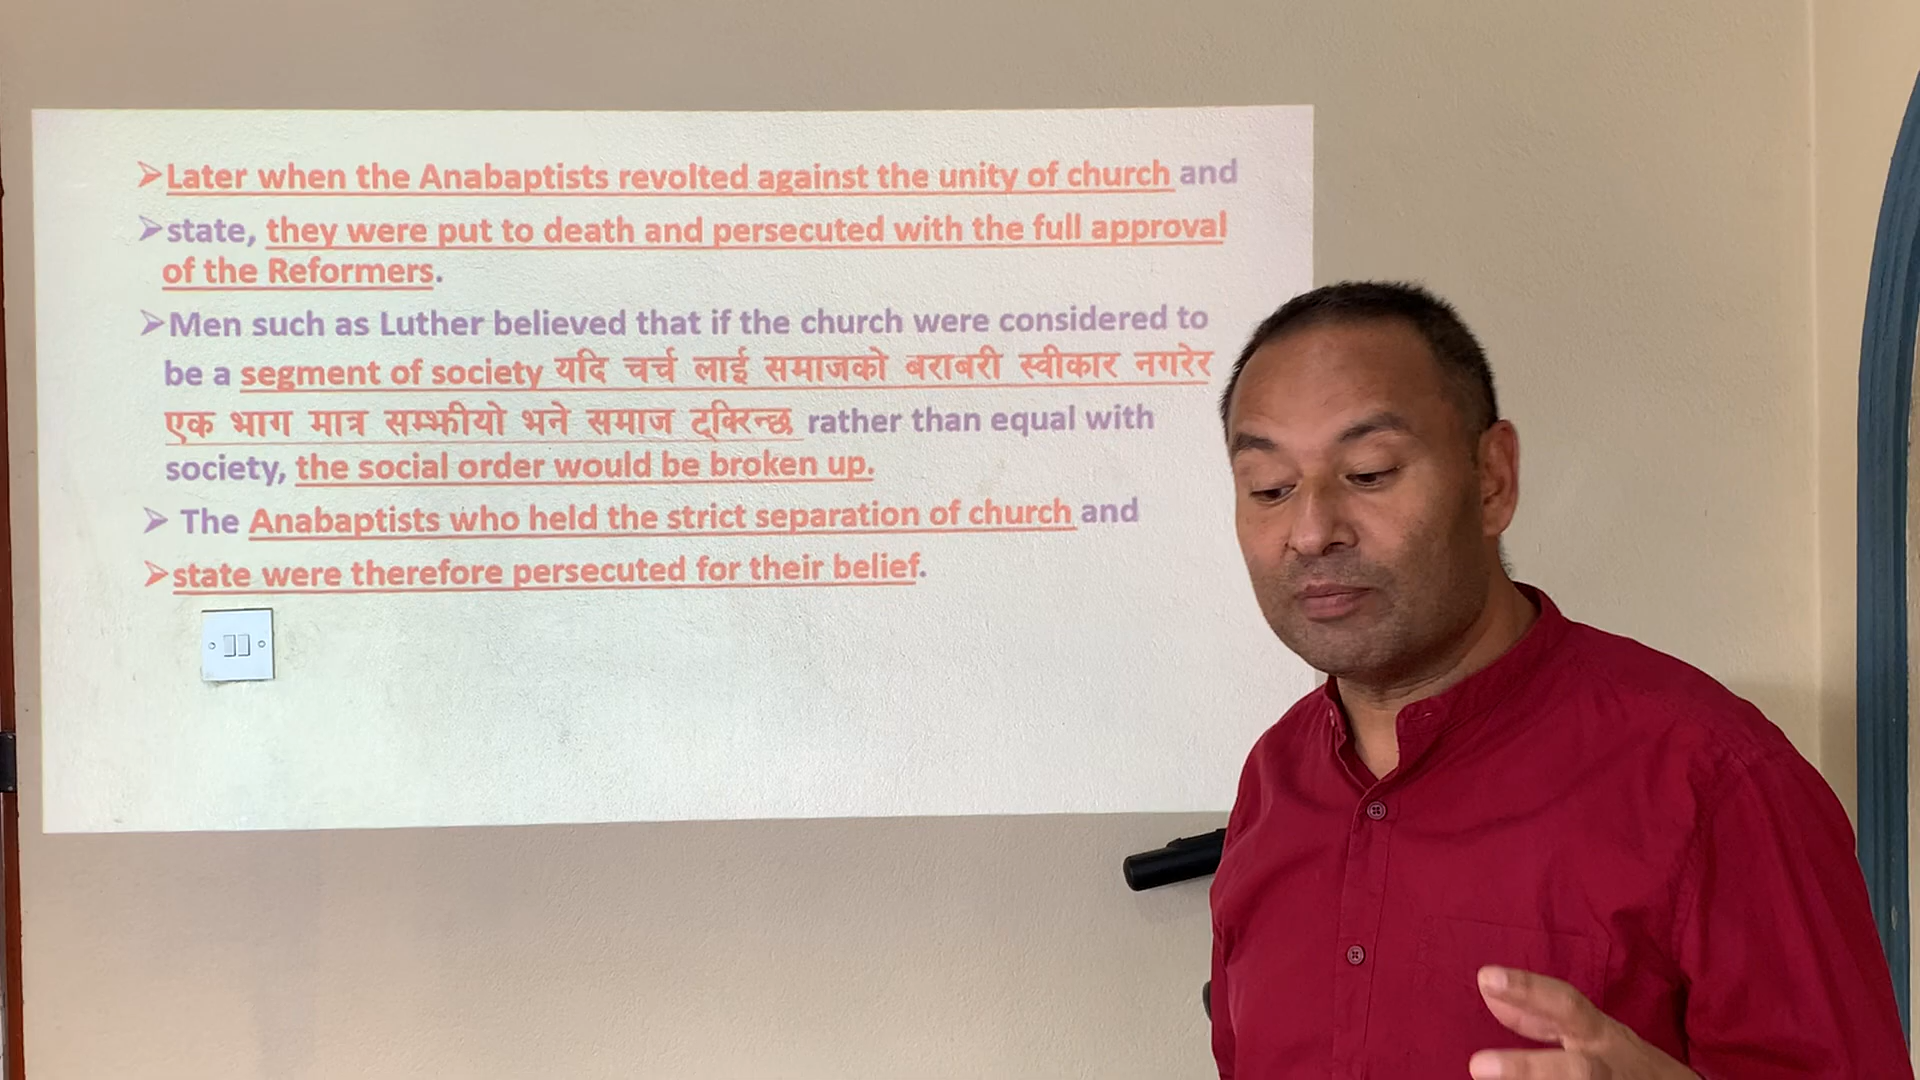 ➢Later when the Anabaptists revolted against the unity of church and
➢state, they were put to death and persecuted with the full approval
of the Reformers.
➢Men such as Luther believed that if the church were considered to
be a segment of society यदि चर्च लाई समाजको बराबरी स्वीकार नगरेर
एक भाग मात्र सम्झीयो भने समाज टुक्रिन्छ rather than equal with
society, the social order would be broken up.
➢ The Anabaptists who held the strict separation of church and
➢state were therefore persecuted for their belief.